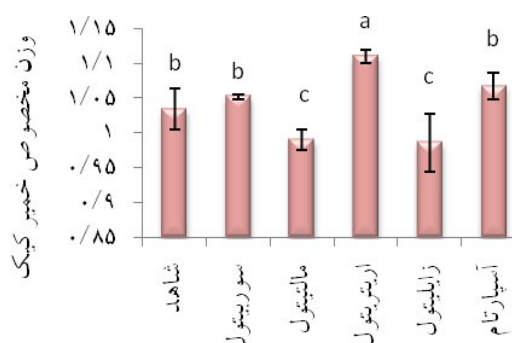 وزن مخصوص خمیر کیک
۱/۱۵
۱/۱
۱/۰۵
۱
۰/۹۵
۰/۹
۰/۸۵
b
b
c
a
c
b
شاهد
سوربیتول
مالتیتول
اریتریتول
زایلیتول
آسپارتام